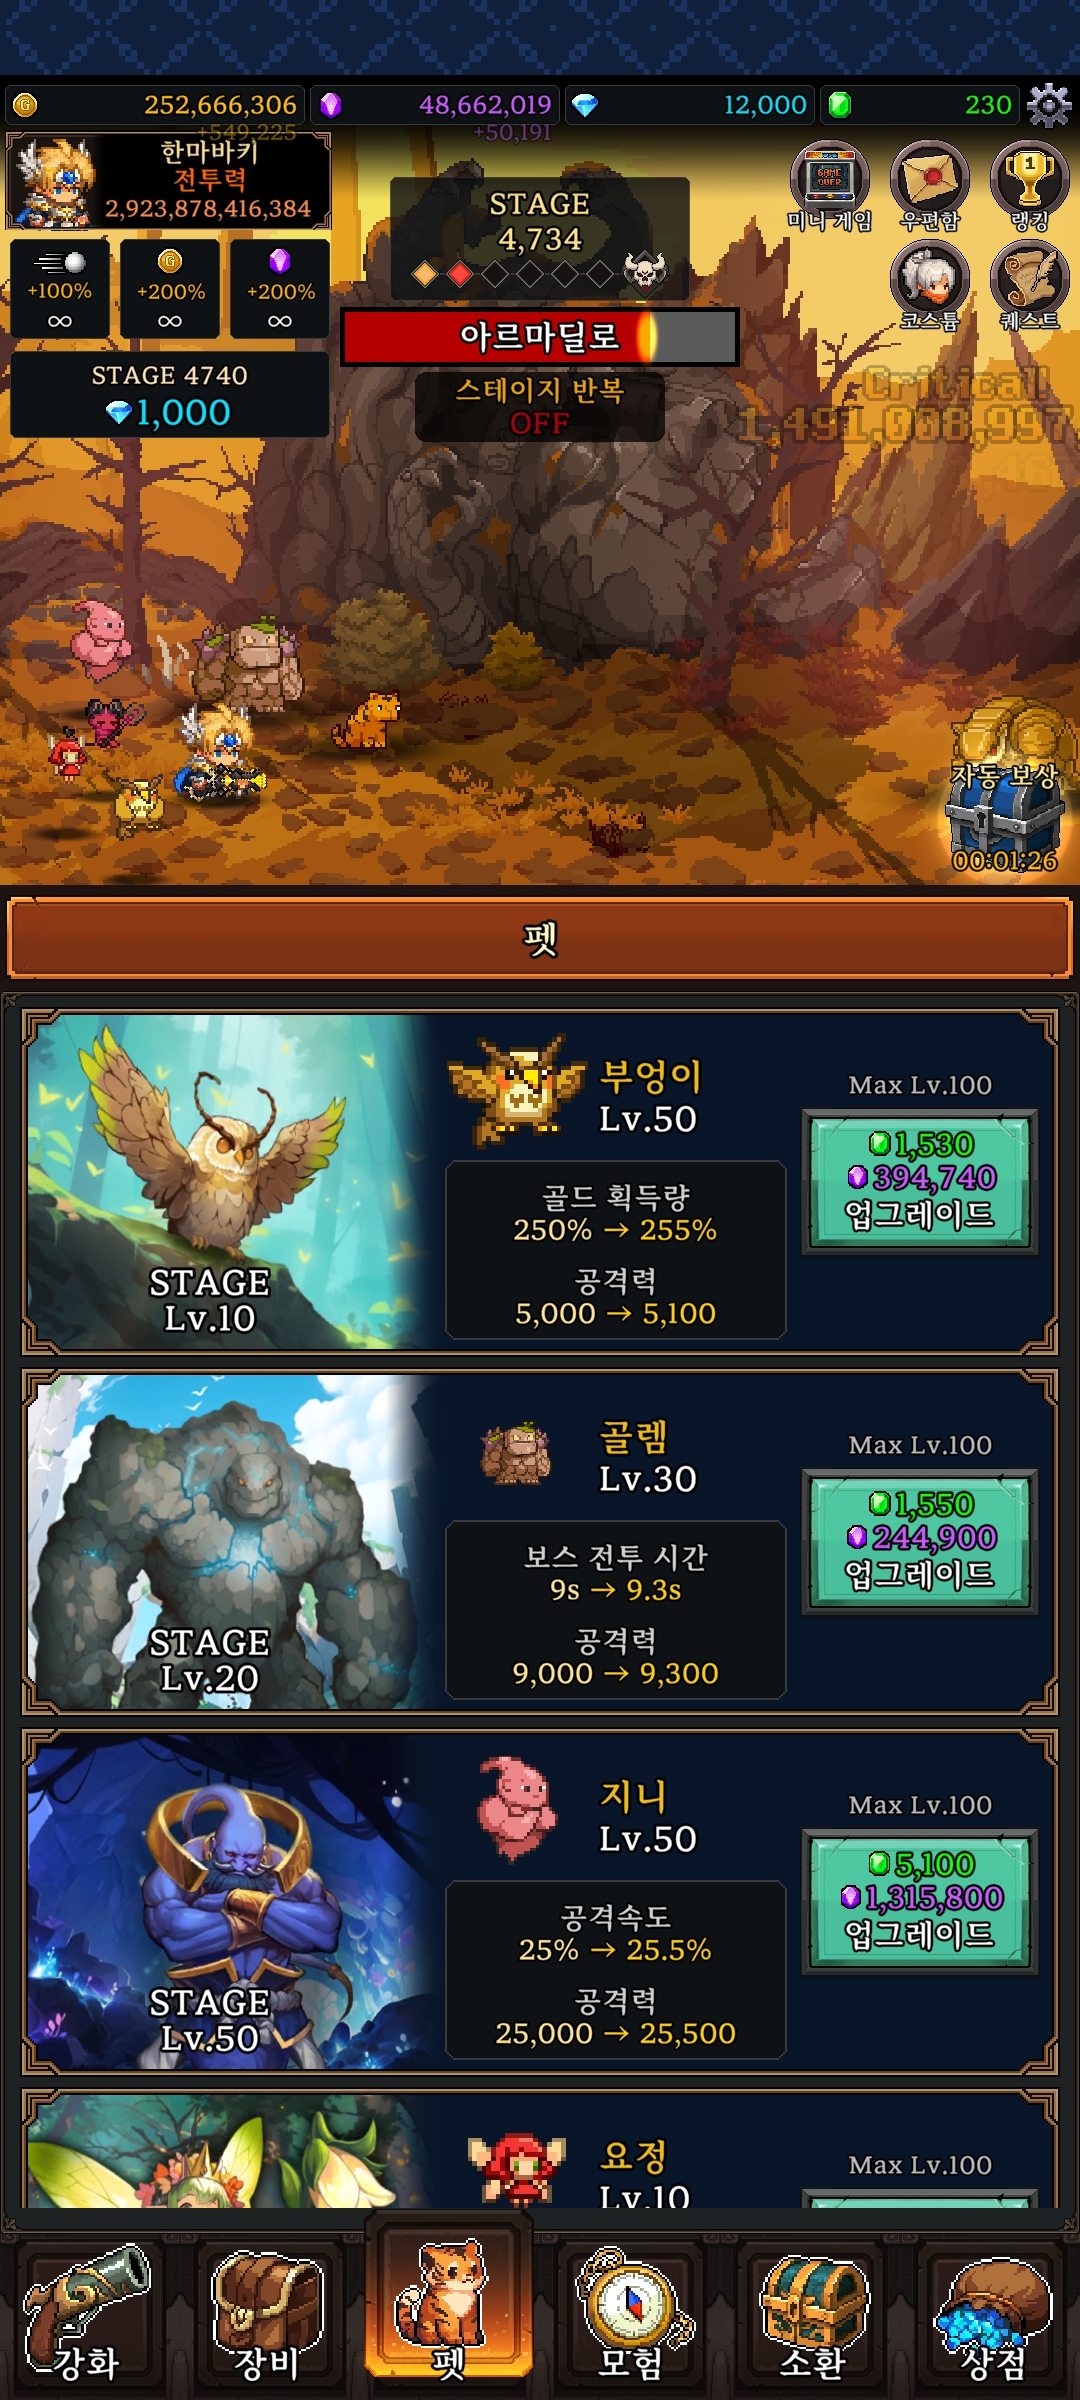 252,666,306
48,662,019
12,000
230
+549,225
+50,191
한마바키
전투력
2,923,878,416,384
STAGE
4,734
미니 게임
우편함
랭킹
+100%
+200%
+200%
∞
∞
∞
코스튬
퀘스트
아르마딜로
STAGE 4740
1,000
스테이지 반복
OFF
Critical!
1,491,008,997
자동 보상
00:01:26
펫
부엉이
Lv.50
Max Lv.100
1,530
394,740
업그레이드
골드 획득량
250% → 255%
공격력
5,000 → 5,100
STAGE
Lv.10
골렘
Lv.30
Max Lv.100
1,550
244,900
업그레이드
보스 전투 시간
9s → 9.3s
공격력
9,000 → 9,300
STAGE
Lv.20
지니
Lv.50
Max Lv.100
5,100
1,315,800
업그레이드
공격속도
25% → 25.5%
공격력
25,000 → 25,500
STAGE
Lv.50
요정
Lv.10
Max Lv.100
강화
장비
펫
모험
소환
상점